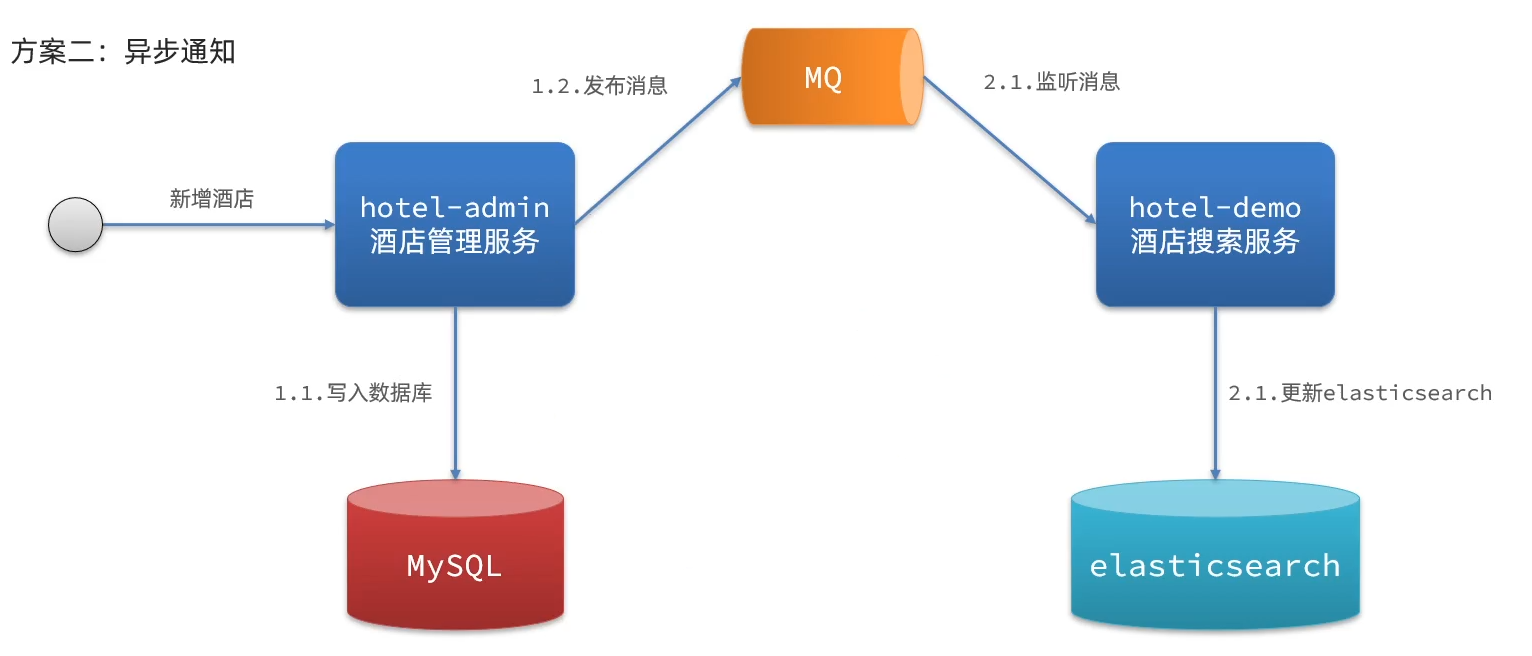 方案二：异步通知
MQ
1.2.发布消息
2.1.监听消息
新增酒店
hotel-admin
酒店管理服务
hotel-demo
酒店搜索服务
1.1.写入数据库
2.1.更新elasticsearch
MySQL
elasticsearch